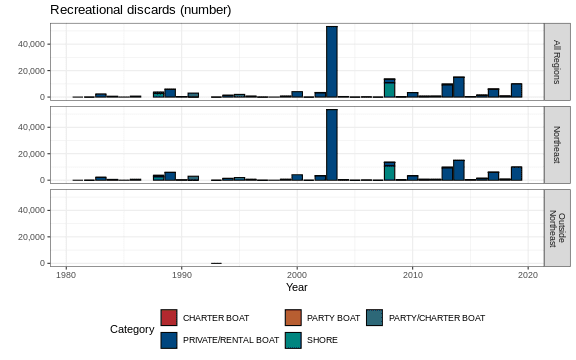 Recreational discards (number)
40,000
20,000
0
All Regions
40,000
20,000
0
Northeast
40,000
20,000
0
Outside
Northeast
1980 1990 2000 2010 2020
Year
Category
CHARTER BOAT PARTY BOAT PARTY/CHARTER BOAT
PRIVATE/RENTAL BOAT SHORE